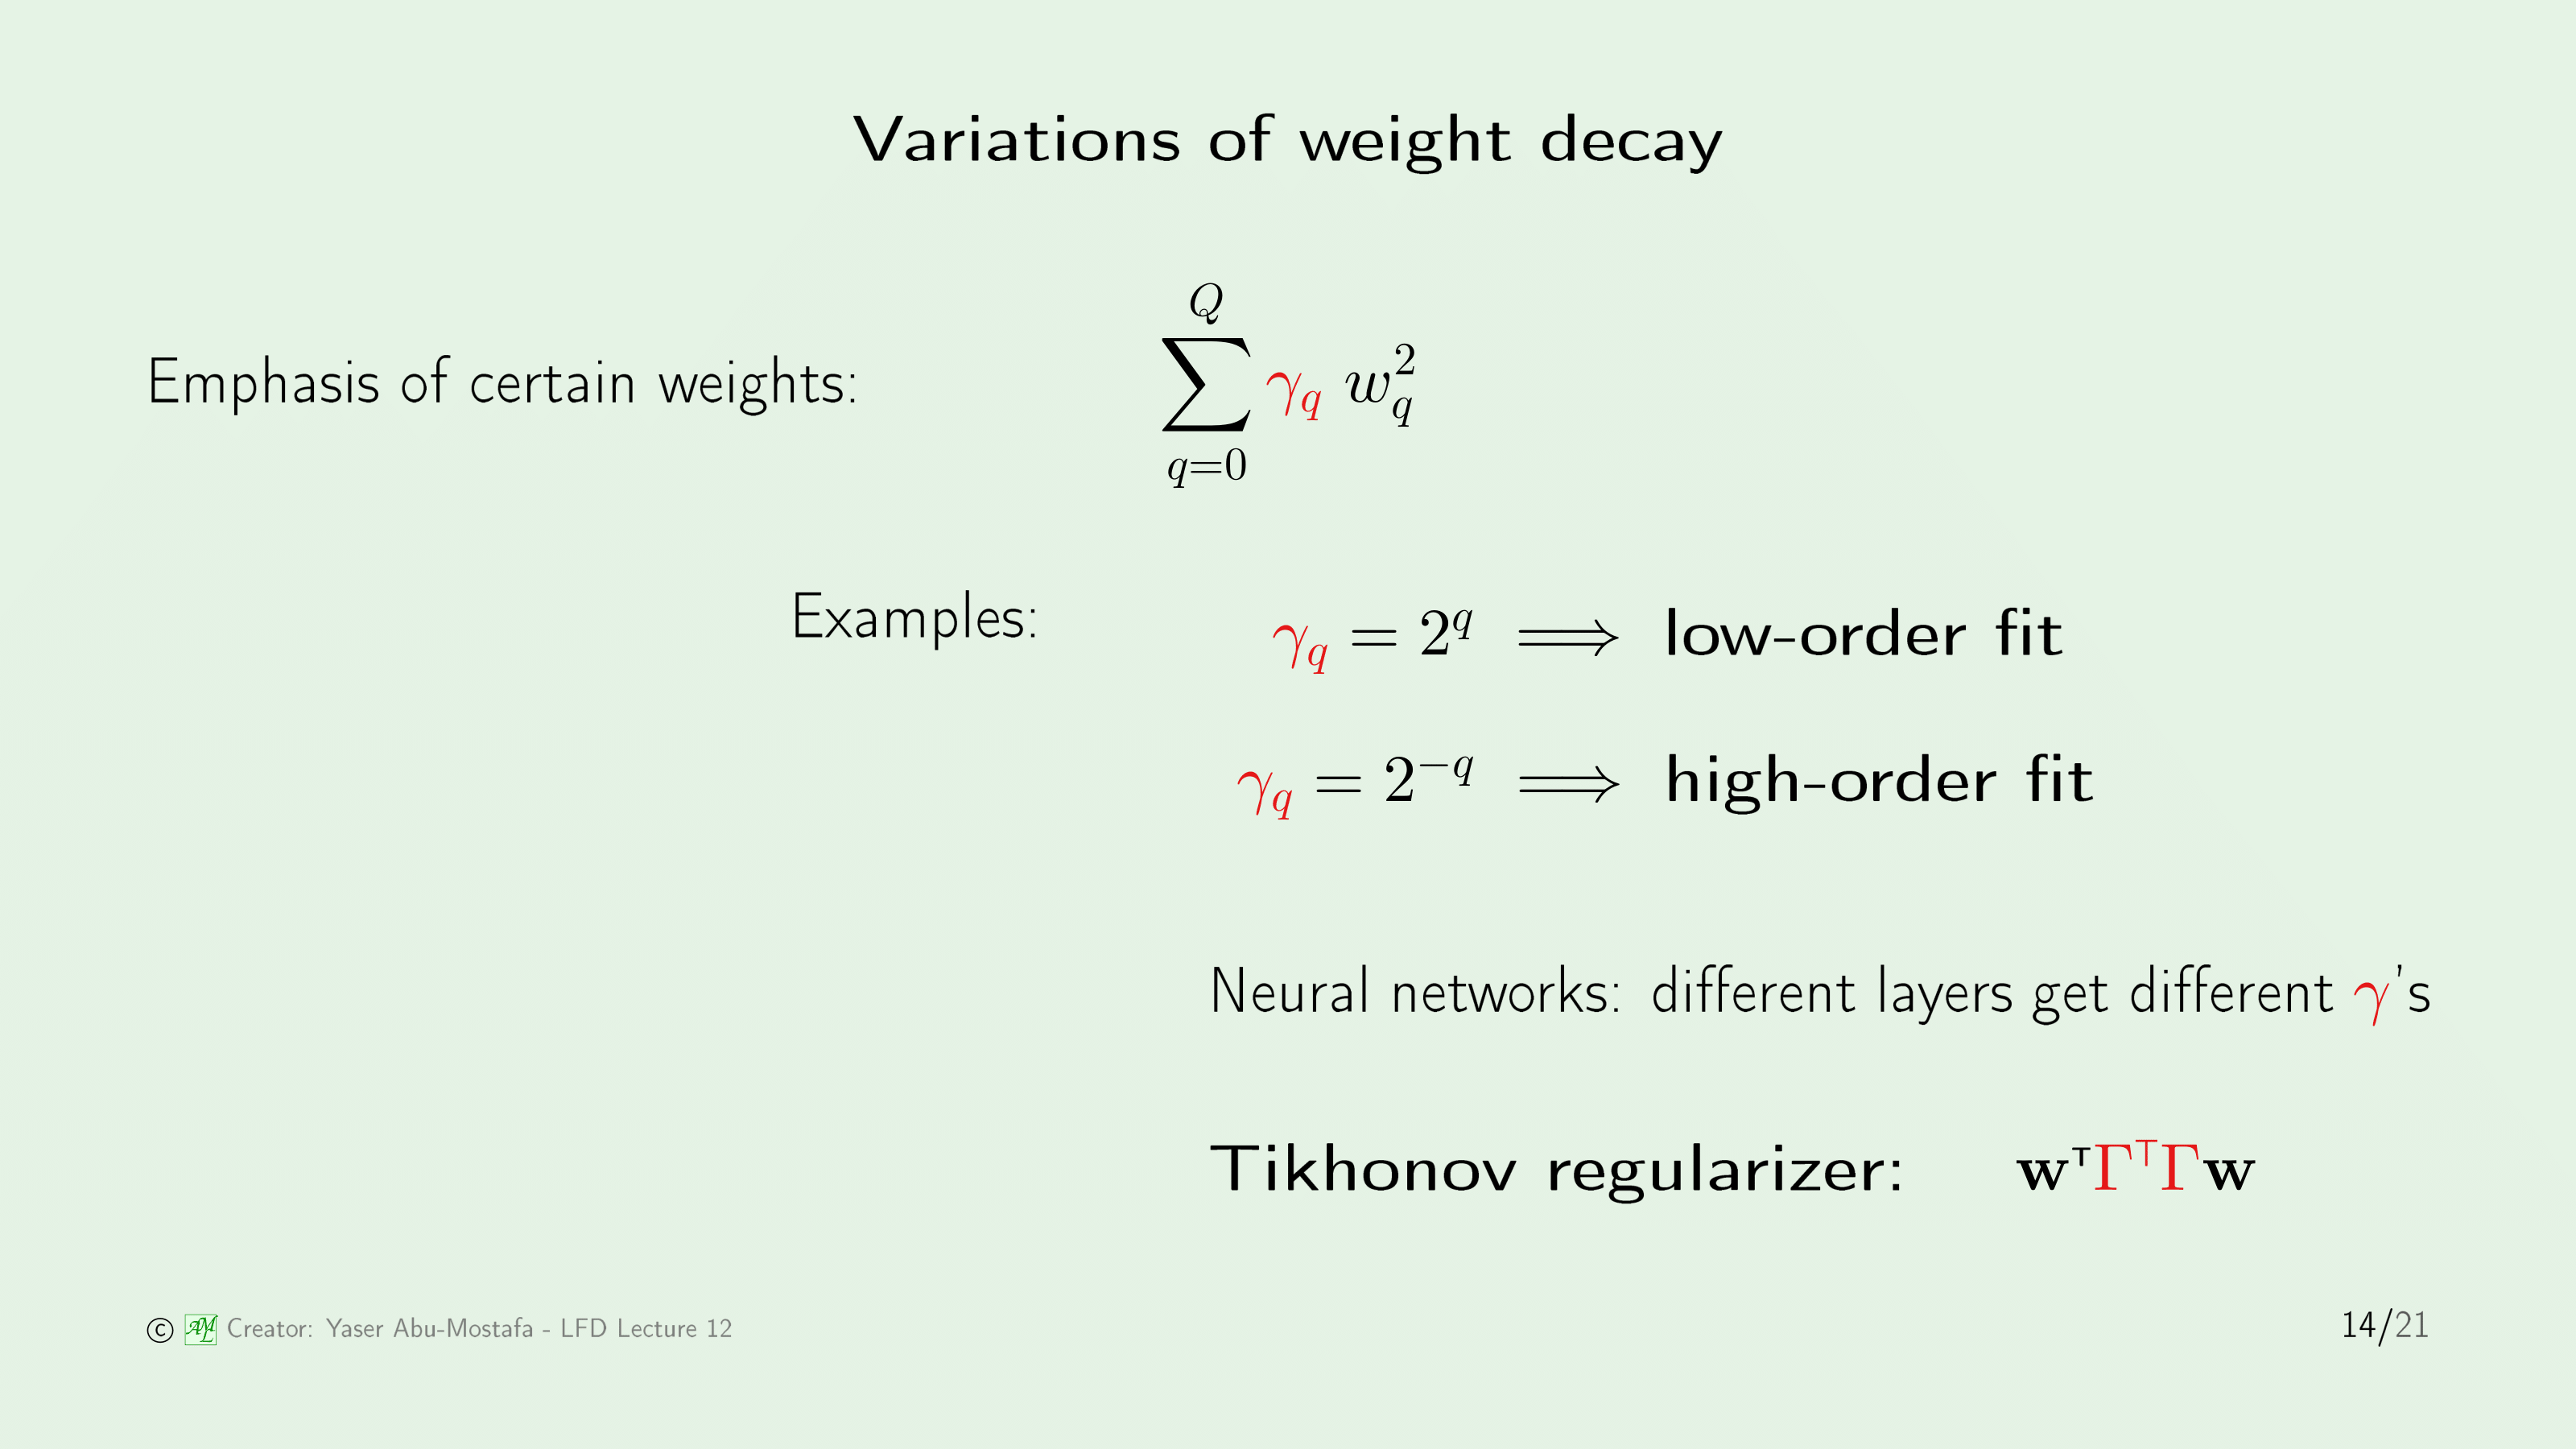 Variations of weight decay
Emphasis of certain weights: $\sum_{q=0}^{Q} \gamma_q \, w_q^2$
Examples: $\gamma_q = 2^q \implies$ low-order fit
$\gamma_q = 2^{-q} \implies$ high-order fit
Neural networks: different layers get different $\gamma$'s
Tikhonov regularizer: $\mathbf{w}^\mathsf{T} \Gamma^\mathsf{T} \Gamma \mathbf{w}$
© AML Creator: Yaser Abu-Mostafa - LFD Lecture 12
14/21